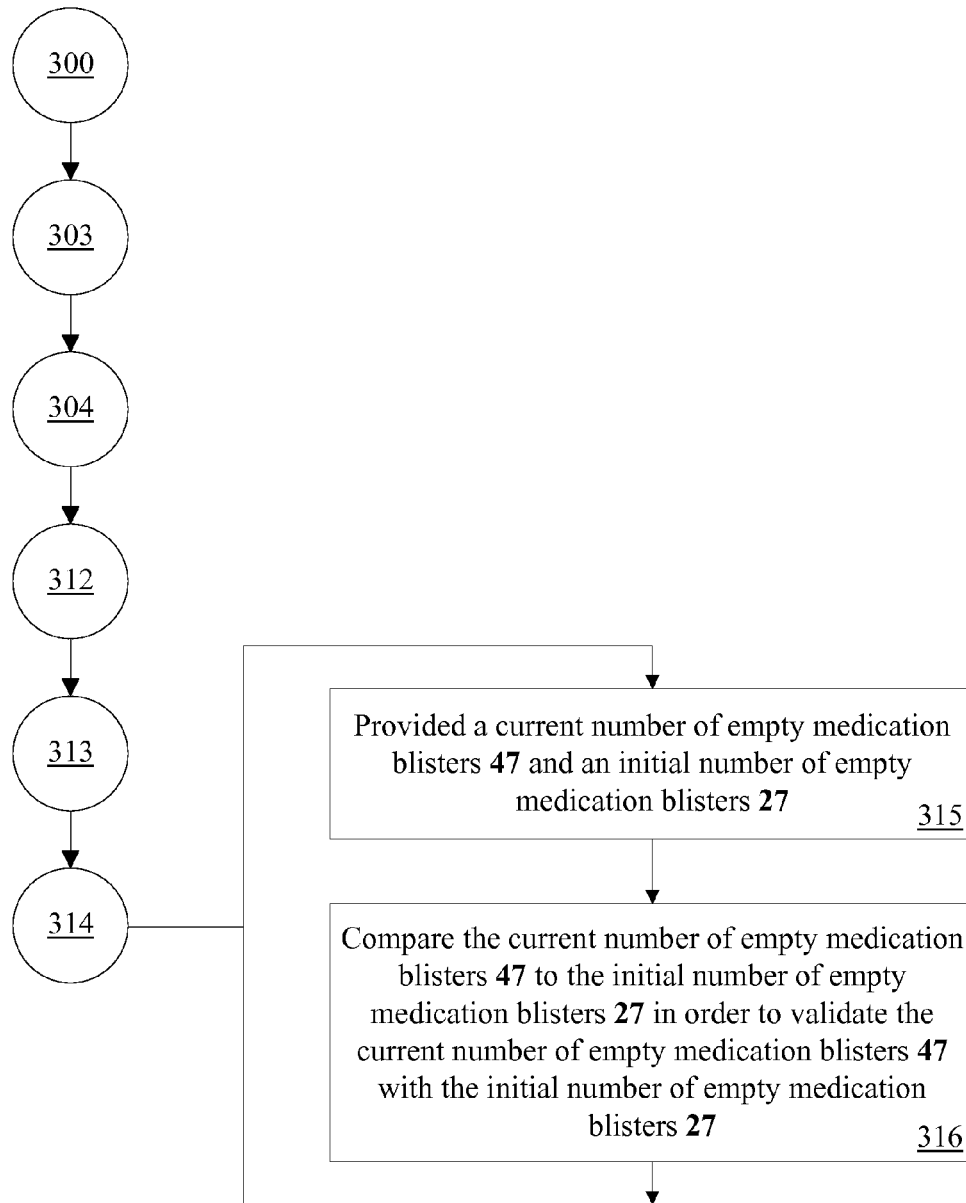 300
303
304
312
313
314
Provided a current number of empty medication
blisters 47 and an initial number of empty
medication blisters 27
315
Compare the current number of empty medication
blisters 47 to the initial number of empty
medication blisters 27 in order to validate the
current number of empty medication blisters 47
with the initial number of empty medication
blisters 27
316